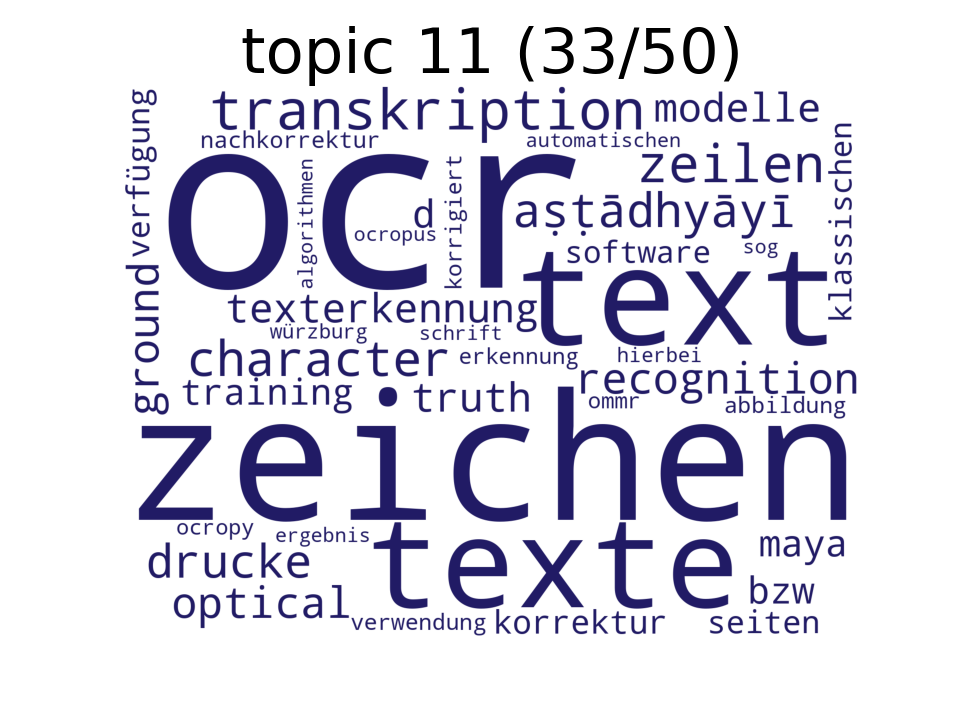 topic 11 (33/50)
transkription
modelle
verfügung
nachkorrektur
automatischen
ocr
zeilen
klassischen
algorithmen
korrigiert
d
aṣṭādhyāyī
ocropus
software
sog
text
ground
texterkennung
würzburg
schrift
character
erkennung
hierbei
recognition
training
truth
ommr
abbildung
zeichen
ocropy
ergebnis
texte
maya
drucke
bzw
optical
verwendung
korrektur
seiten